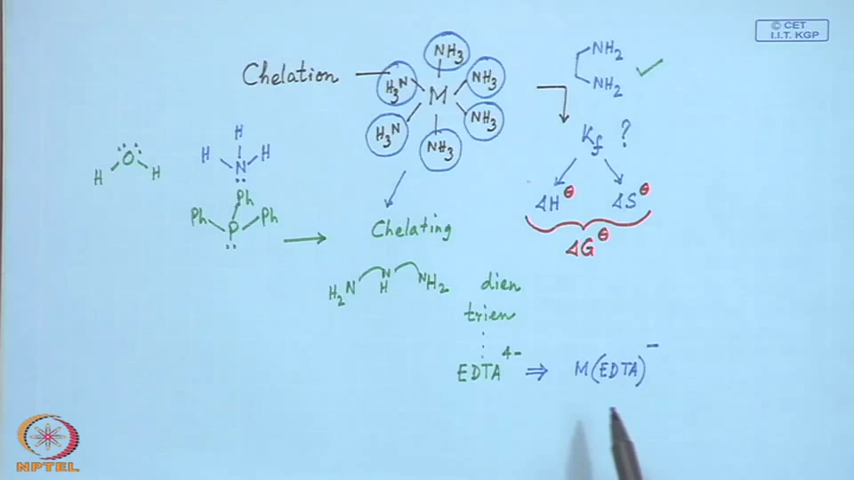 © CET
I.I.T. KGP
Chelation
NH3
H3N M NH3
H3N NH3
NH3
NH2
NH2 ✓
Kf ?
ΔH⊖ ΔS⊖
ΔG⊖
H O H
H
H N H
Ph
Ph P Ph
Chelating
H2N N H NH2 dien
trien
EDTA4- ⇒ M(EDTA)-
NPTEL